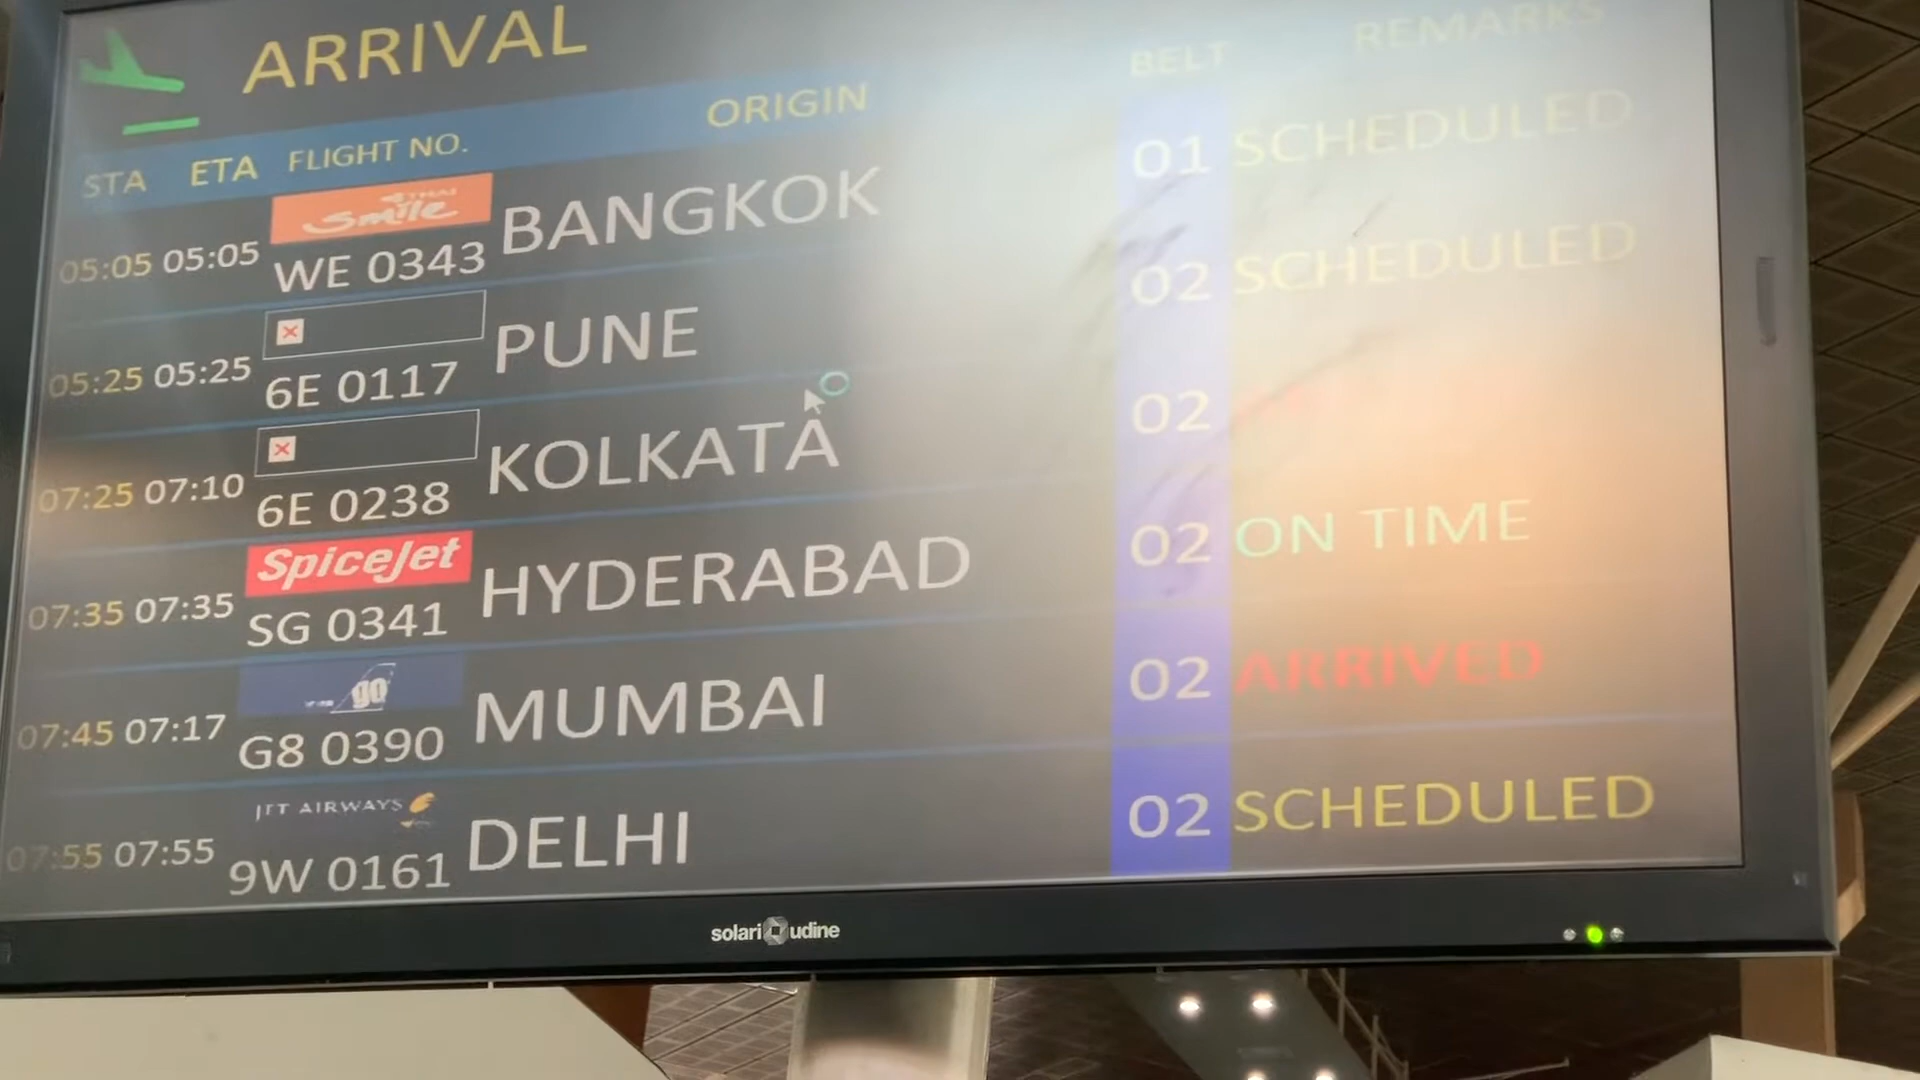 ARRIVAL
STA ETA FLIGHT NO. ORIGIN BELT REMARKS
THAI Smile
05:05 05:05 WE 0343 BANGKOK 01 SCHEDULED
05:25 05:25 6E 0117 PUNE 02 SCHEDULED
07:25 07:10 6E 0238 KOLKATA 02
SpiceJet
07:35 07:35 SG 0341 HYDERABAD 02 ON TIME
go
07:45 07:17 G8 0390 MUMBAI 02 ARRIVED
JET AIRWAYS
07:55 07:55 9W 0161 DELHI 02 SCHEDULED
solari udine